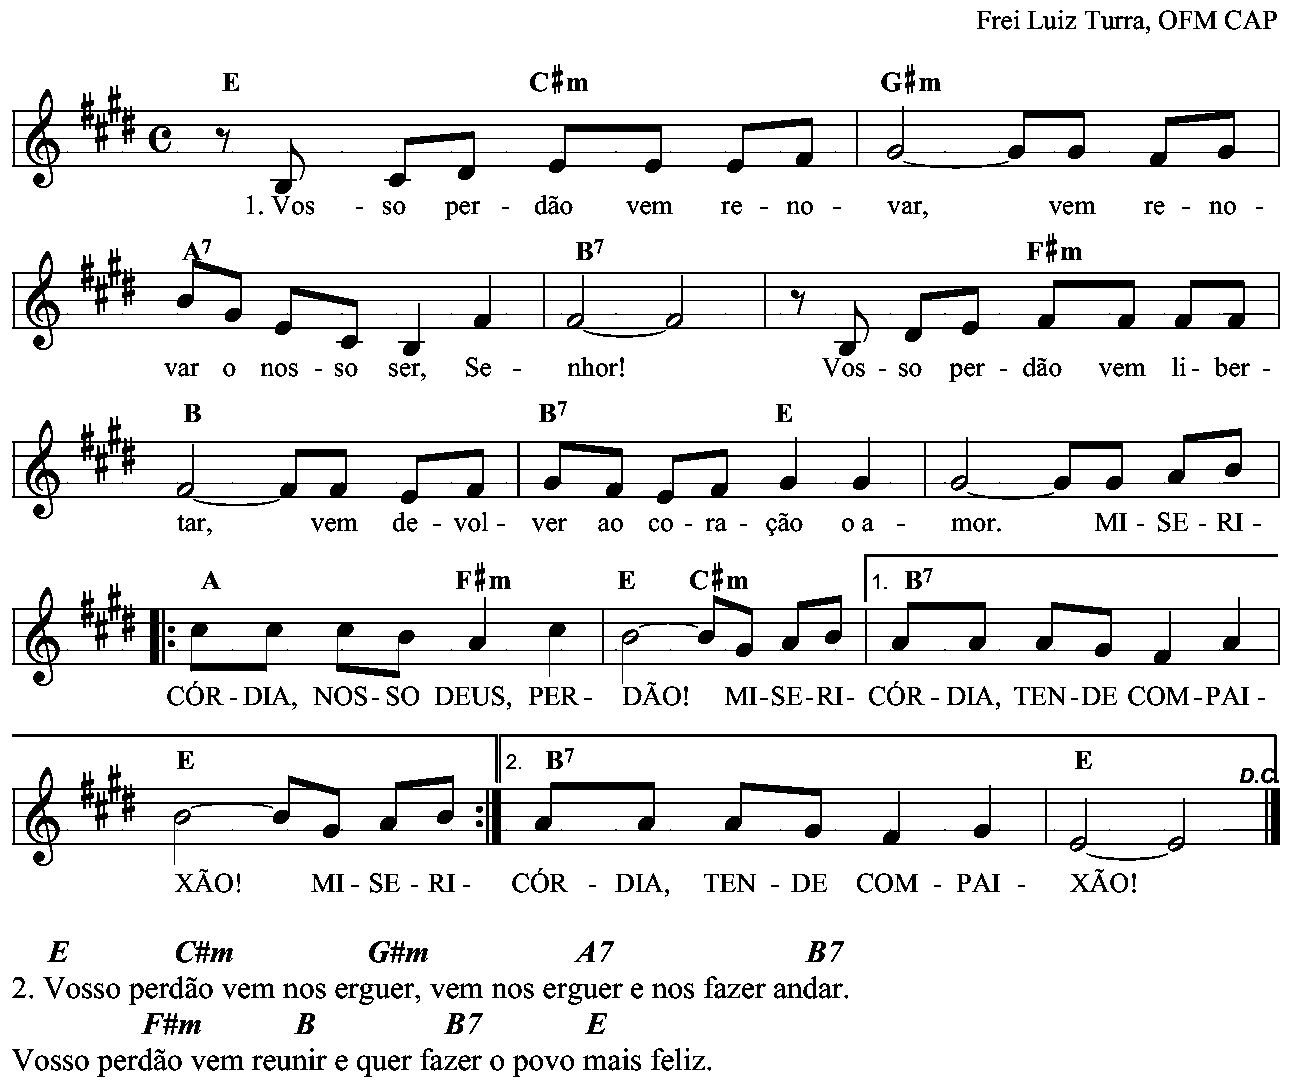 Frei Luiz Turra, OFM CAP
E C♯m G♯m
1. Vos - so per - dão vem re - no - var, vem re - no -
A7 B7 F♯m
var o nos - so ser, Se - nhor! Vos - so per - dão vem li - ber -
B B7 E
tar, vem de - vol - ver ao co - ra - ção o a - mor. MI - SE - RI -
A F♯m E C♯m 1. B7
CÓR - DIA, NOS - SO DEUS, PER - DÃO! MI - SE - RI - CÓR - DIA, TEN - DE COM - PAI -
E 2. B7 E D.C.
XÃO! MI - SE - RI - CÓR - DIA, TEN - DE COM - PAI - XÃO!
E C#m G#m A7 B7
2. Vosso perdão vem nos erguer, vem nos erguer e nos fazer andar.
F#m B B7 E
Vosso perdão vem reunir e quer fazer o povo mais feliz.